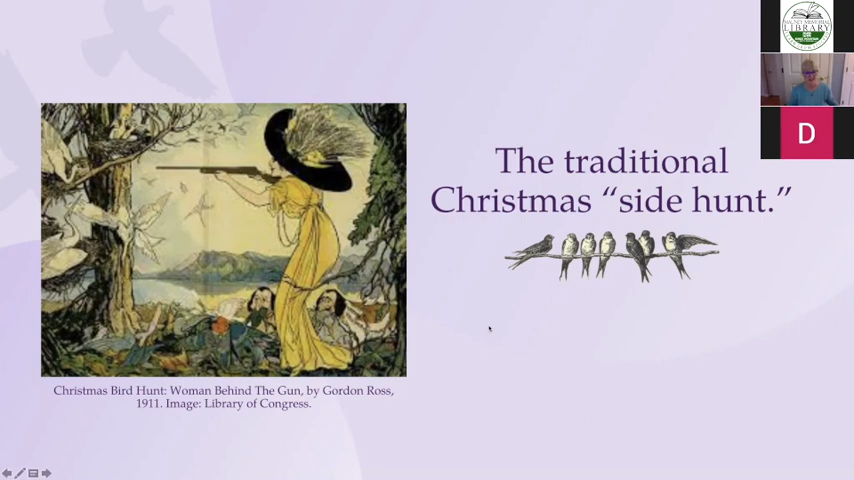 The traditional
Christmas “side hunt.”
Christmas Bird Hunt: Woman Behind The Gun, by Gordon Ross,
1911. Image: Library of Congress.
LIBRARY
D